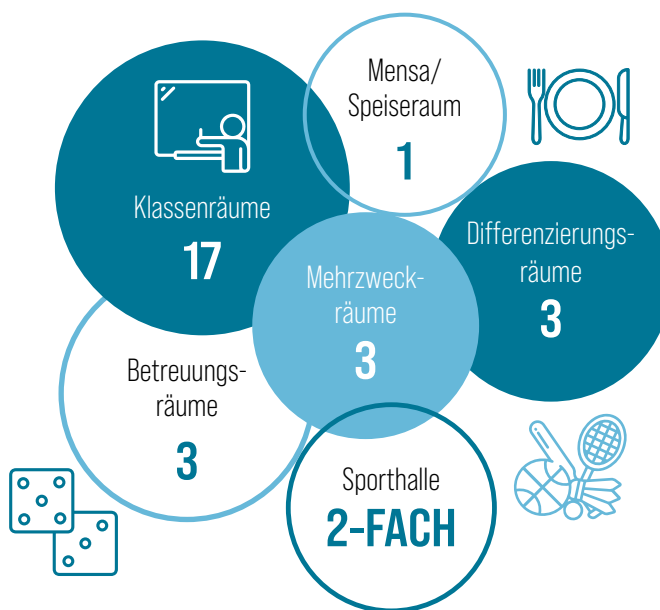 Mensa/
Speiseraum
1
Klassenräume
17
Differenzierungs-
räume
3
Mehrzweck-
räume
3
Betreuungs-
räume
3
Sporthalle
2-FACH